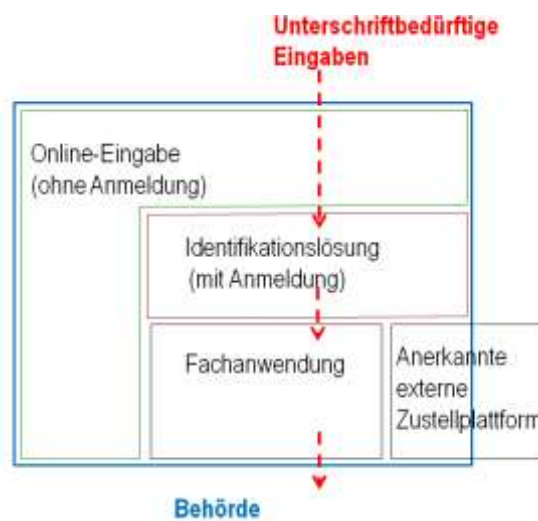 Unterschriftbedürftige
Eingaben
Online-Eingabe
(ohne Anmeldung)
Identifikationslösung
(mit Anmeldung)
Fachanwendung
Anerkannte
externe
Zustellplattform
Behörde